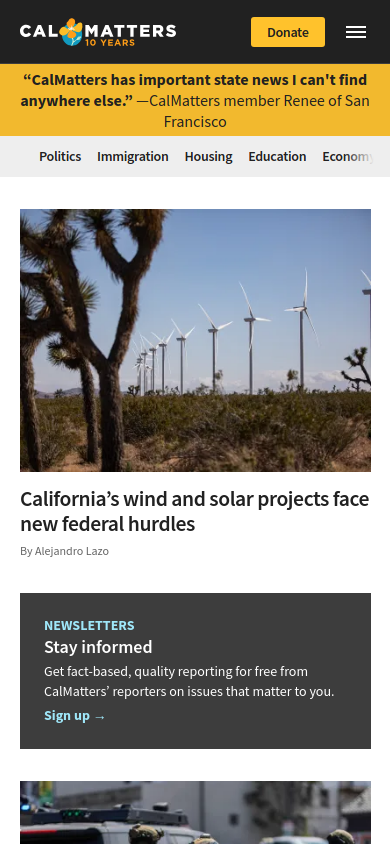 CALMATTERS
10 YEARS
Donate
“CalMatters has important state news I can't find
anywhere else.” —CalMatters member Renee of San
Francisco
Politics Immigration Housing Education Economy
California’s wind and solar projects face
new federal hurdles
By Alejandro Lazo
NEWSLETTERS
Stay informed
Get fact-based, quality reporting for free from
CalMatters’ reporters on issues that matter to you.
Sign up →